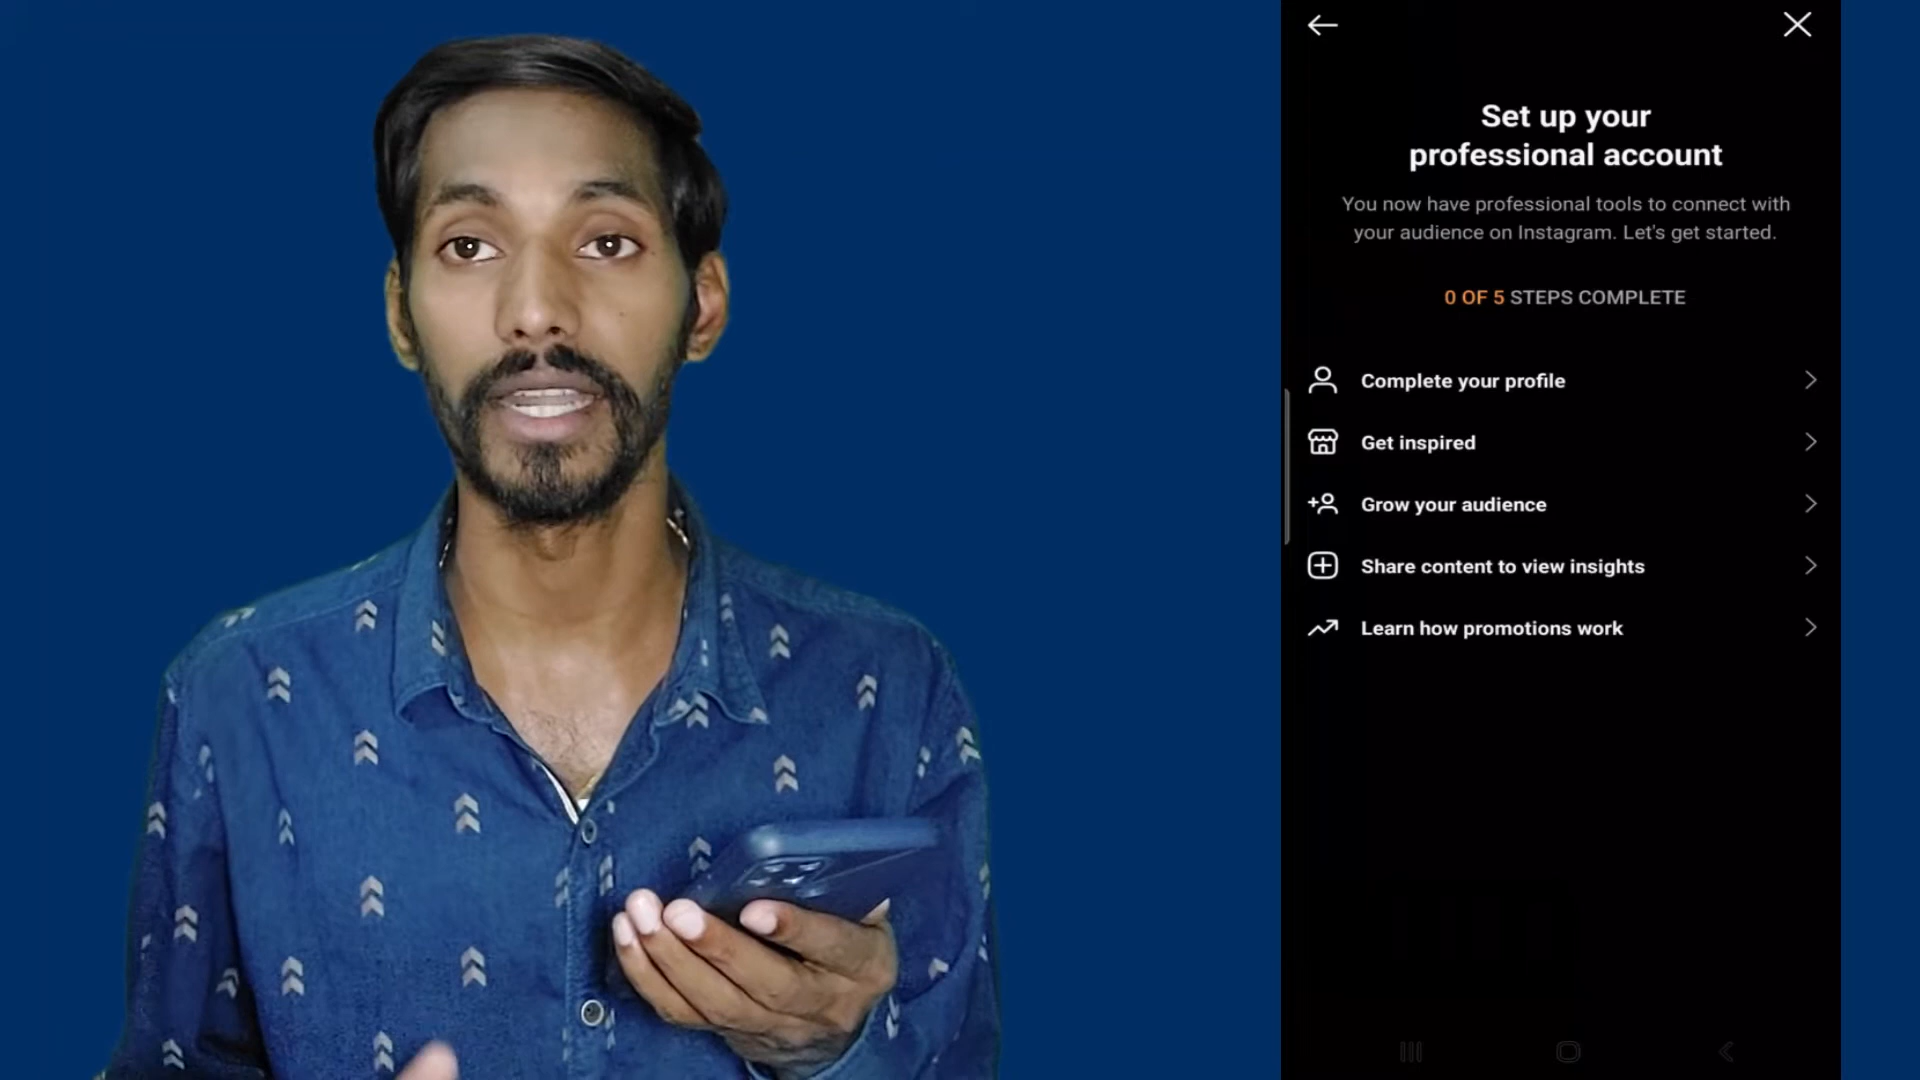 Set up your
professional account
You now have professional tools to connect with
your audience on Instagram. Let's get started.
0 OF 5 STEPS COMPLETE
Complete your profile
Get inspired
Grow your audience
Share content to view insights
Learn how promotions work